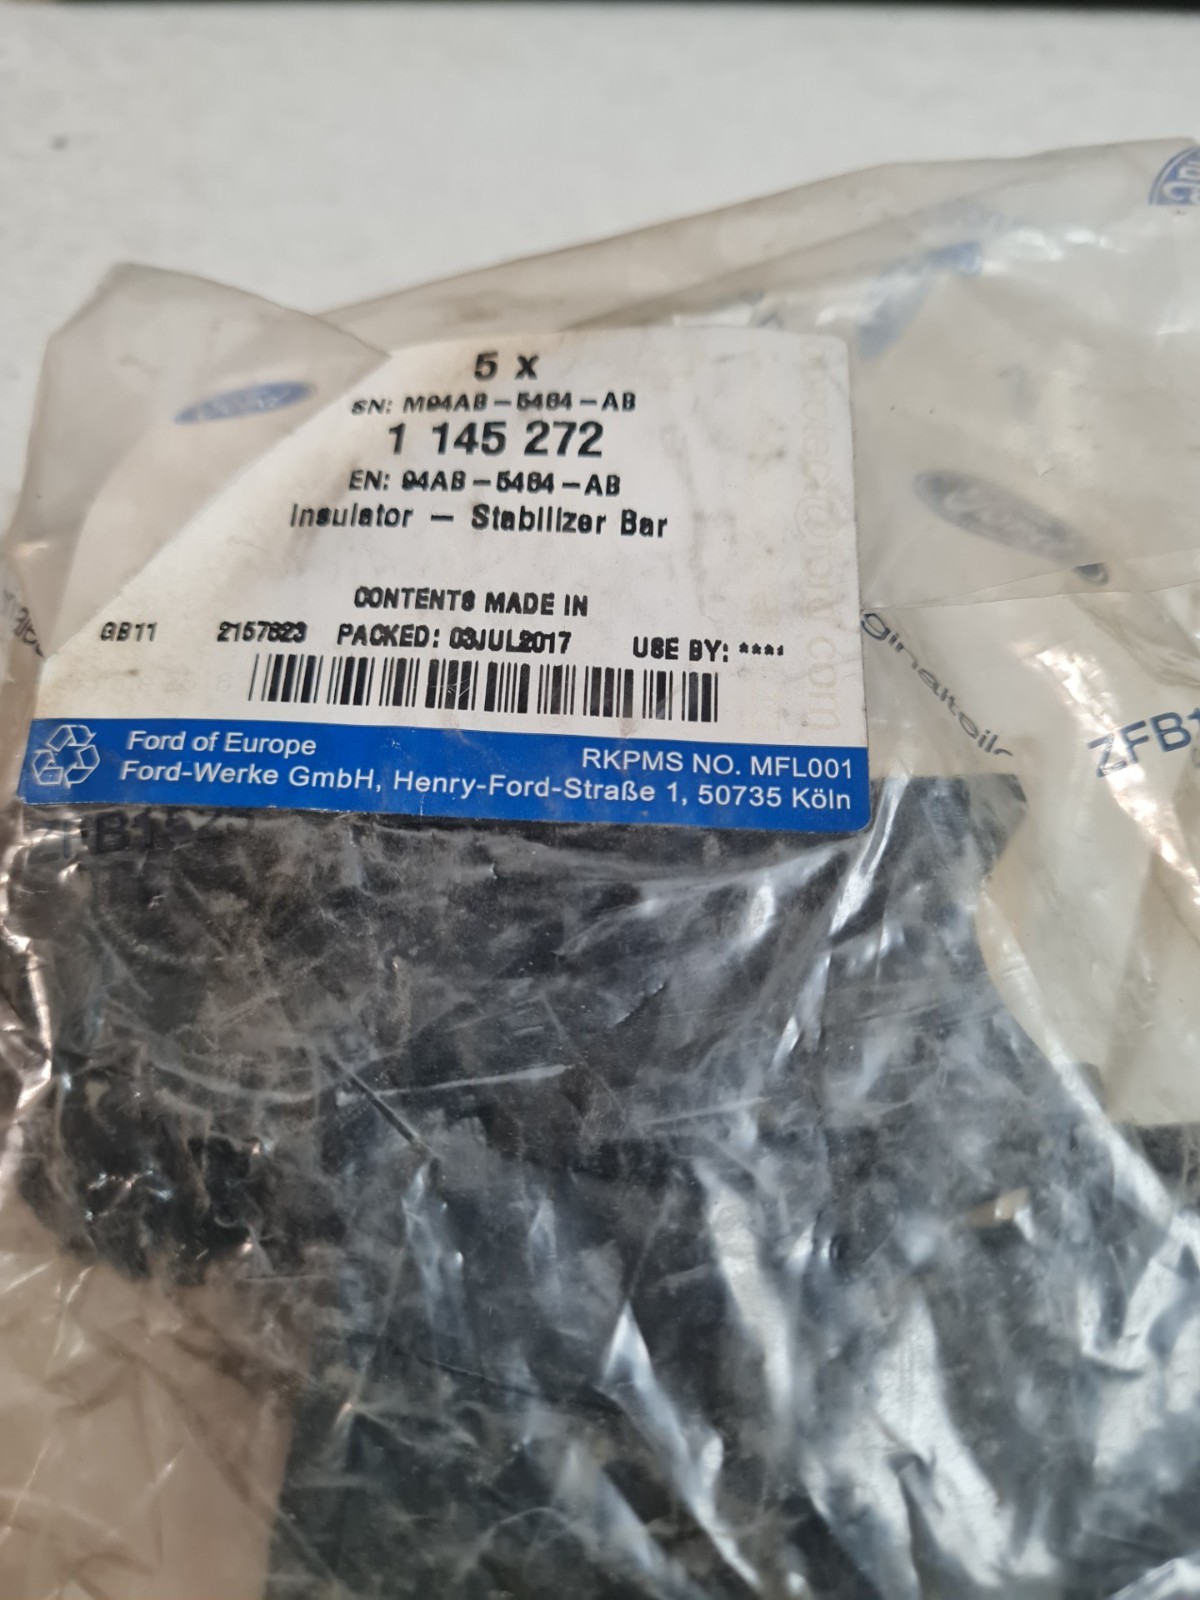 5 x
SN: M94AB-5484-AB
1 145 272
EN: 94AB-5484-AB
Insulator - Stabilizer Bar
CONTENTS MADE IN
GB11 2157823 PACKED: 03JUL2017 USE BY: ****
Ford of Europe
RKPMS NO. MFL001
Ford-Werke GmbH, Henry-Ford-Straße 1, 50735 Köln
ZFB1